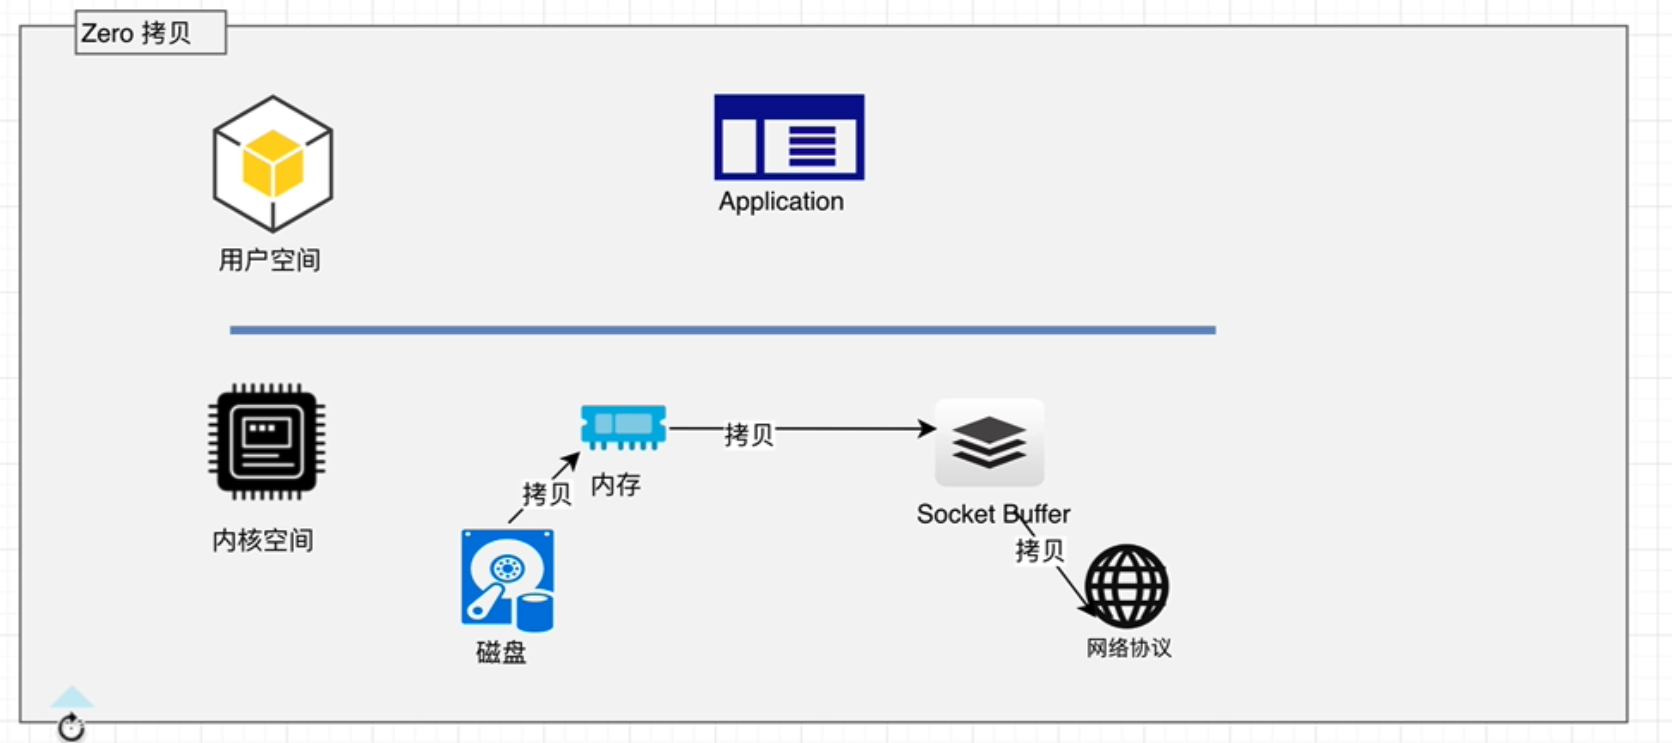 Zero 拷贝
Application
用户空间
拷贝
拷贝
内存
Socket Buffer
内核空间
拷贝
网络协议
磁盘